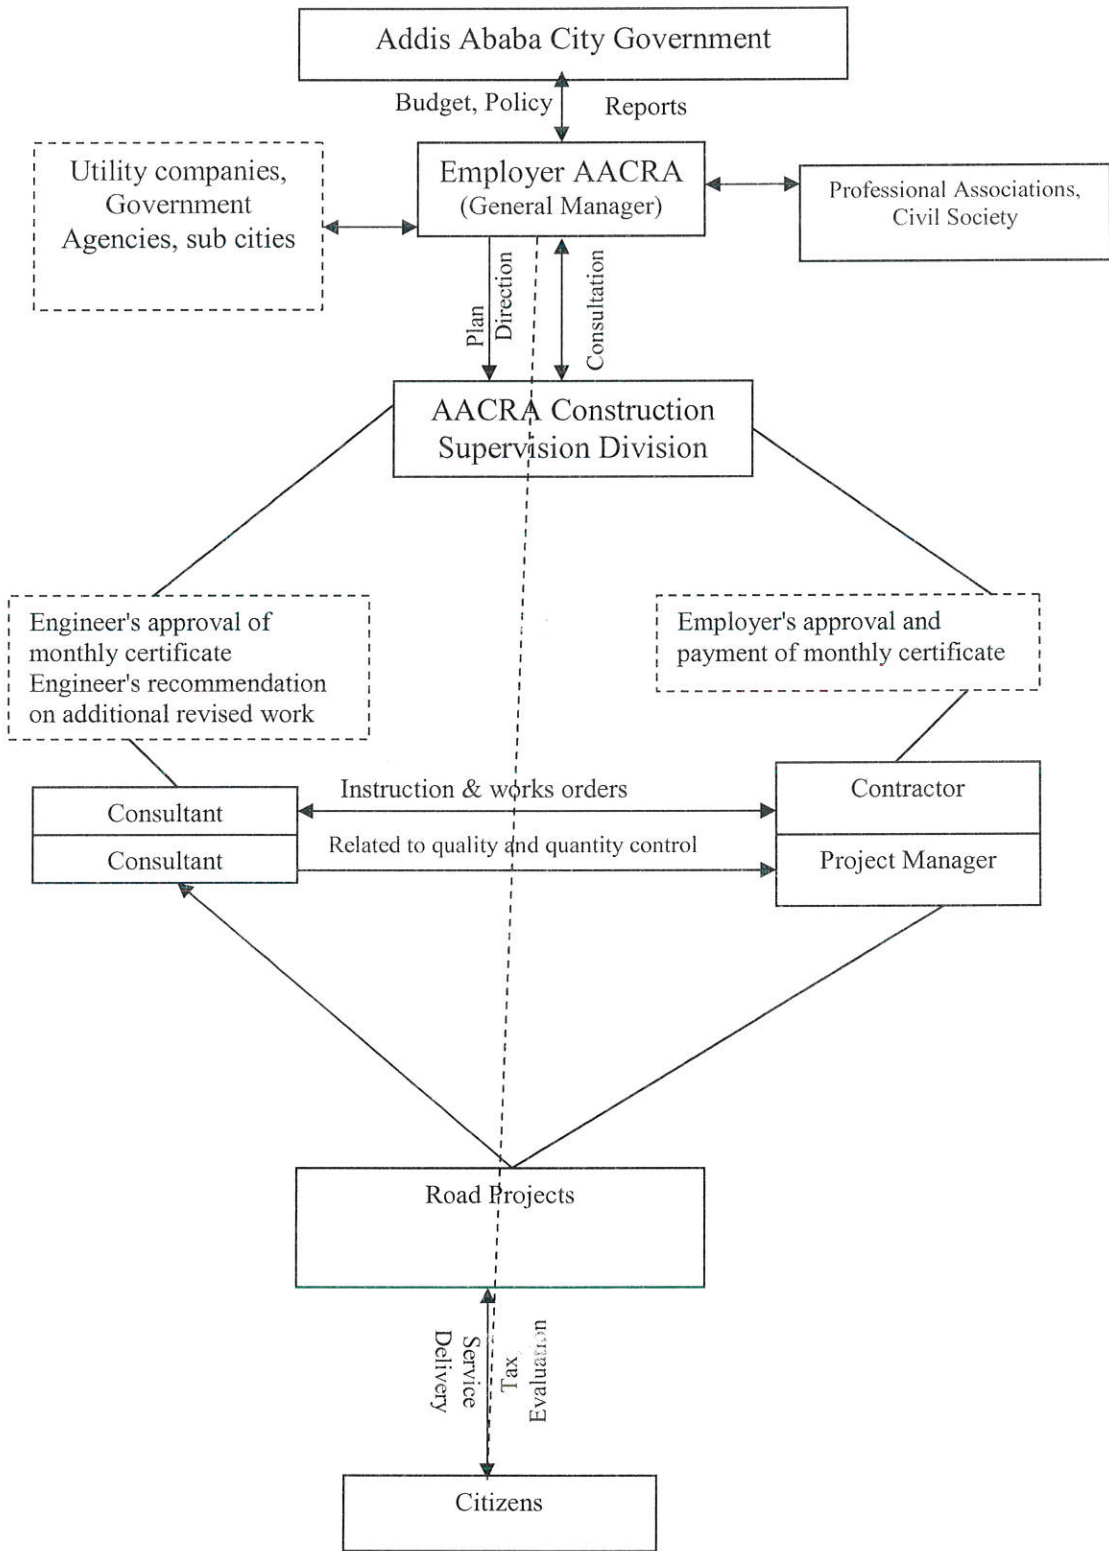 Addis Ababa City Government
Budget, Policy
Reports
Utility companies,
Government
Agencies, sub cities
Employer AACRA
(General Manager)
Professional Associations,
Civil Society
Plan
Direction
Consultation
AACRA Construction
Supervision Division
Engineer's approval of
monthly certificate
Engineer's recommendation
on additional revised work
Employer's approval and
payment of monthly certificate
Consultant
Consultant
Instruction & works orders
Related to quality and quantity control
Contractor
Project Manager
Road Projects
Service
Delivery
Tax
Evaluation
Citizens